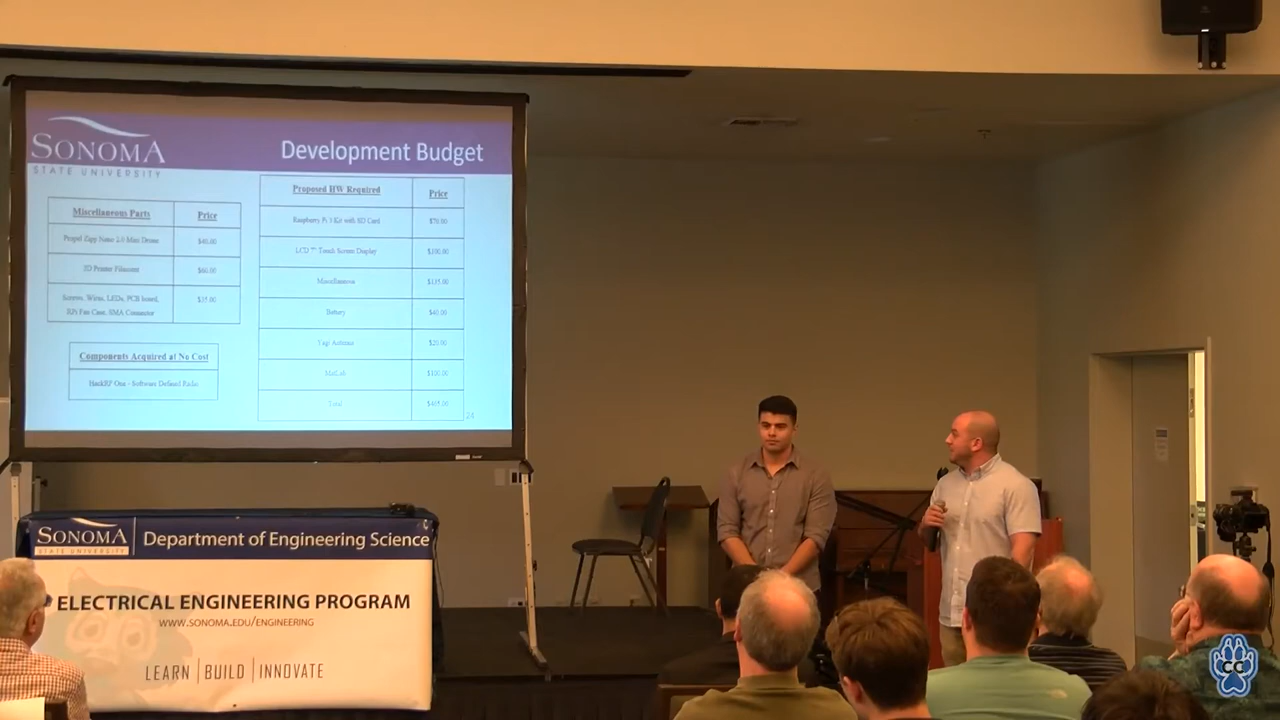 SONOMA
STATE UNIVERSITY
Development Budget
Miscellaneous Parts Price
Propel Zipp Nano 2.0 Mini Drone $40.00
3D Printer Filament $60.00
Screws, Wires, LEDs, PCB board, $35.00
RPi Fan Case, SMA Connector
Components Acquired at No Cost
HackRF One - Software Defined Radio
Proposed HW Required Price
Raspberry Pi 3 Kit with SD Card $70.00
LCD 7" Touch Screen Display $100.00
Miscellaneous $135.00
Battery $40.00
Yagi Antenna $20.00
MatLab $100.00
Total $465.00
24
SONOMA
STATE UNIVERSITY
Department of Engineering Science
ELECTRICAL ENGINEERING PROGRAM
WWW.SONOMA.EDU/ENGINEERING
LEARN | BUILD | INNOVATE
CC